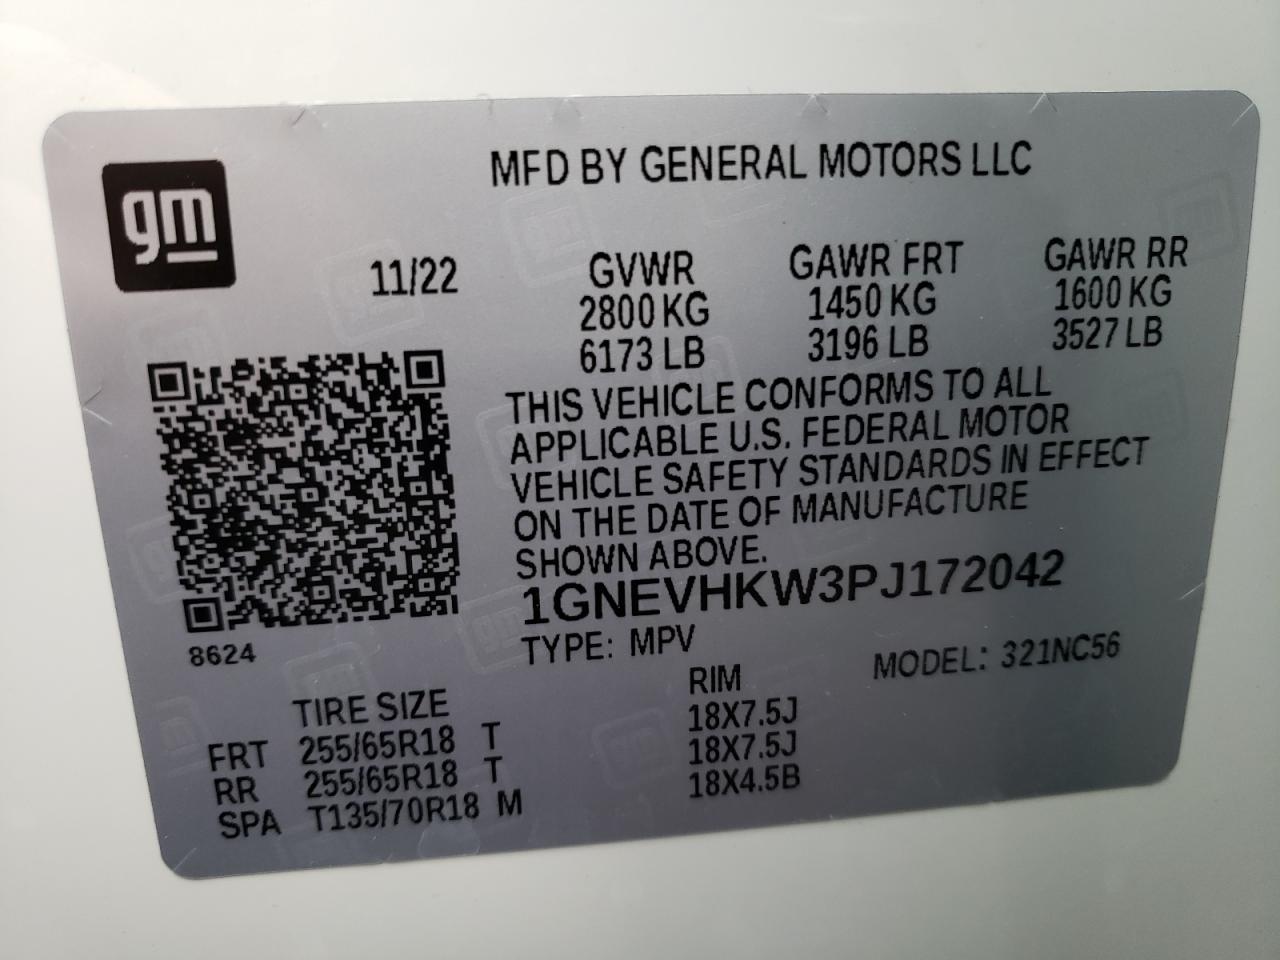 gm
MFD BY GENERAL MOTORS LLC
11/22
GVWR GAWR FRT GAWR RR
2800 KG 1450 KG 1600 KG
6173 LB 3196 LB 3527 LB
THIS VEHICLE CONFORMS TO ALL
APPLICABLE U.S. FEDERAL MOTOR
VEHICLE SAFETY STANDARDS IN EFFECT
ON THE DATE OF MANUFACTURE
SHOWN ABOVE.
1GNEVHKW3PJ172042
8624
TYPE: MPV MODEL: 321NC56
TIRE SIZE RIM
FRT 255/65R18 T 18X7.5J
RR 255/65R18 T 18X7.5J
SPA T135/70R18 M 18X4.5B